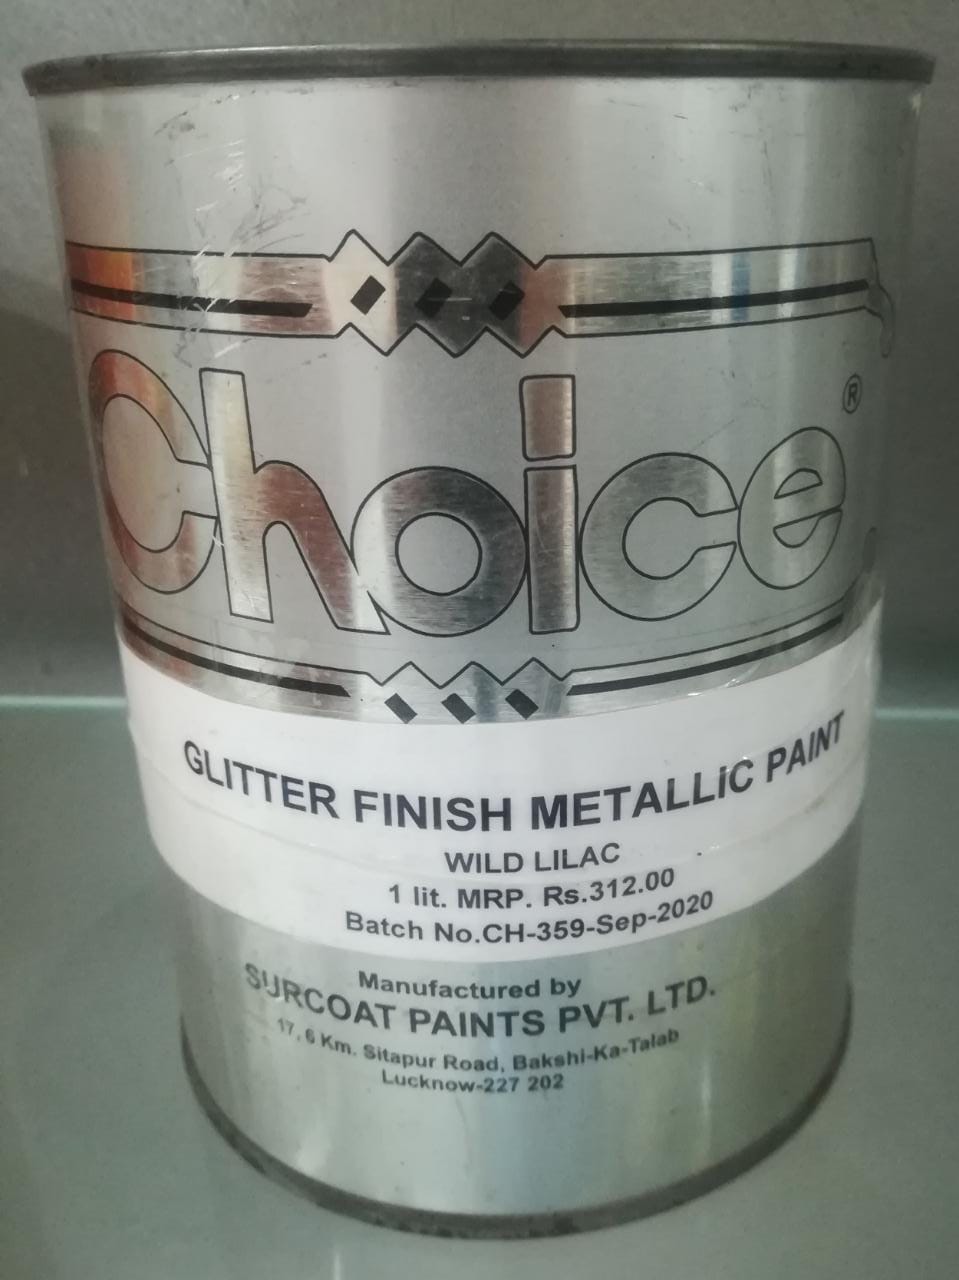 Choice ®
GLITTER FINISH METALLIC PAINT
WILD LILAC
1 lit. MRP. Rs.312.00
Batch No.CH-359-Sep-2020
Manufactured by
SURCOAT PAINTS PVT. LTD.
17. 6 Km. Sitapur Road, Bakshi-Ka-Talab
Lucknow-227 202